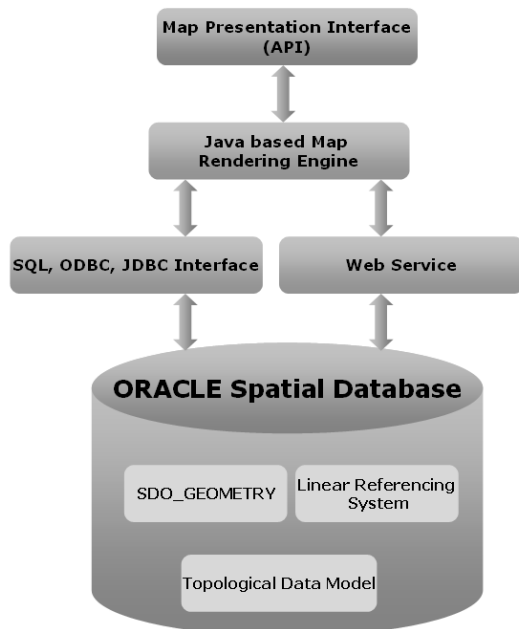 Map Presentation Interface
(API)
Java based Map
Rendering Engine
SQL, ODBC, JDBC Interface
Web Service
ORACLE Spatial Database
SDO_GEOMETRY
Linear Referencing
System
Topological Data Model